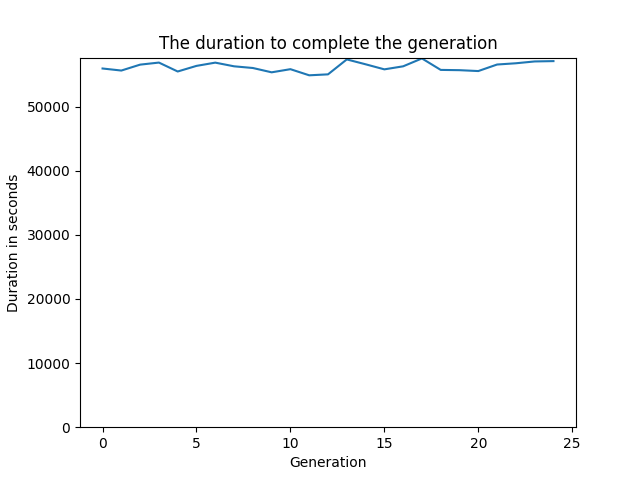 The duration to complete the generation
50000
40000
30000
20000
10000
0
Duration in seconds
0 5 10 15 20 25
Generation